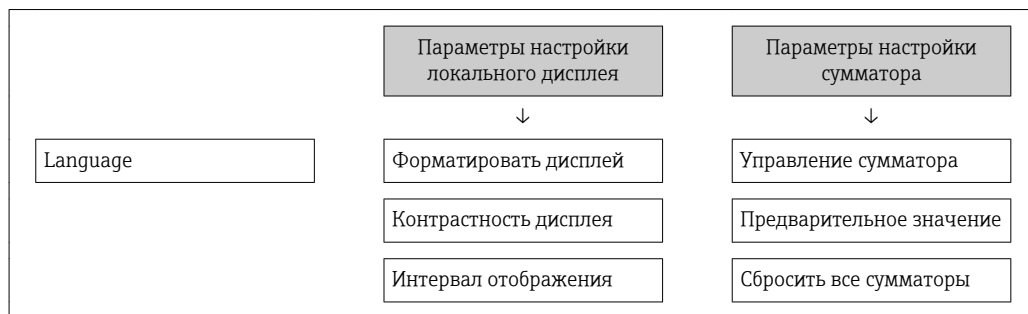 Параметры настройки
локального дисплея
Параметры настройки
сумматора
↓
↓
Language
Форматировать дисплей
Управление сумматора
Контрастность дисплея
Предварительное значение
Интервал отображения
Сбросить все сумматоры